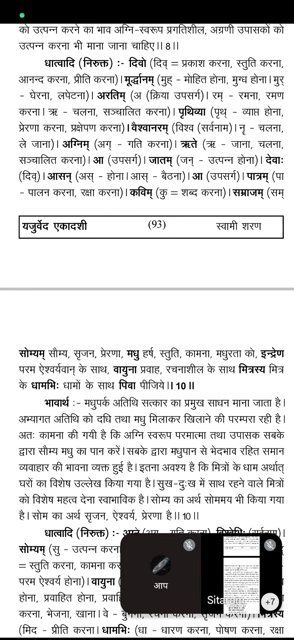 को उत्पन्न करने का भाव अग्नि-स्वरूप प्रगतिशील, अग्रणी उपासकों को
उत्पन्न करना भी माना जाना चाहिए।। 8।।
धात्वादि (निरुक्त) :- दिवो (दिव् = प्रकाश करना, स्तुति करना,
आनन्द करना, प्रीति करना)। मूर्द्धानम् (मुह् - मोहित होना, मुग्ध होना। मुर्
- घेरना, लपेटना)। अरतिम् (अ (क्रिया उपसर्ग)। रम् - रमना, रमण
करना। ऋ - चलना, सञ्चालित करना)। पृथिव्या (पृथ् - व्याप्त होना,
प्रेरणा करना, प्रक्षेपण करना)। वैश्वानरम् (विश्व (सर्वनाम)। नृ - चलना,
ले जाना)। अग्निम् (अग् - गति करना)। ऋते (ऋ - जाना, चलना,
सञ्चालित करना)। आ (उपसर्ग)। जातम् (जन् - उत्पन्न होना)। देवाः
(दिव्)। आसन् (अस् - होना। आस् - बैठना)। आ (उपसर्ग)। पात्रम् (पा
- पालन करना, रक्षा करना)। कविम् (कु = शब्द करना)। सम्राजम् (सम्
यजुर्वेद एकादशी (93) स्वामी शरण
सोम्यम् सौम्य, सृजन, प्रेरणा, मधु हर्ष, स्तुति, कामना, मधुरता को, इन्द्रेण
परम ऐश्वर्यवान् के साथ, वायुना प्रवाह, रचनाशील के साथ मित्रस्य मित्र
के धामभिः धामों के साथ पिवा पीजिये।। 10।।
भावार्थ :- मधुपर्क अतिथि सत्कार का प्रमुख साधन माना जाता है।
अभ्यागत अतिथि को दधि तथा मधु मिलाकर खिलाने की परम्परा रही है।
अतः कामना की गयी है कि अग्नि स्वरूप परमात्मा तथा उपासक सबके
द्वारा सौम्य मधु का पान करें। सबके द्वारा मधुपान से भेदभाव रहित समान
व्यवहार की भावना व्यक्त हुई है। इतना अवश्य है कि मित्रों के धाम अर्थात्
घरों का विशेष उल्लेख किया गया है। सुख-दुःख में साथ रहने वाले मित्रों
को विशेष महत्व देना स्वाभाविक है। सोम्य का अर्थ सोममय भी किया गया
है। सोम का अर्थ सृजन, ऐश्वर्य, प्रेरणा है।। 10।।
धात्वादि (निरुक्त) :-
सोम्यम् (सु - उत्पन्न करना
= स्तुति करना, कामना कर
परम ऐश्वर्य होना)। वायुना (
होना, प्रवाहित होना, प्रवाहि
करना, भेजना, खाना। वे -
(मिद - प्रीति करना। धामभिः (धा - धारण करना, पोषण करना, रक्षा
आप
Sita
+7